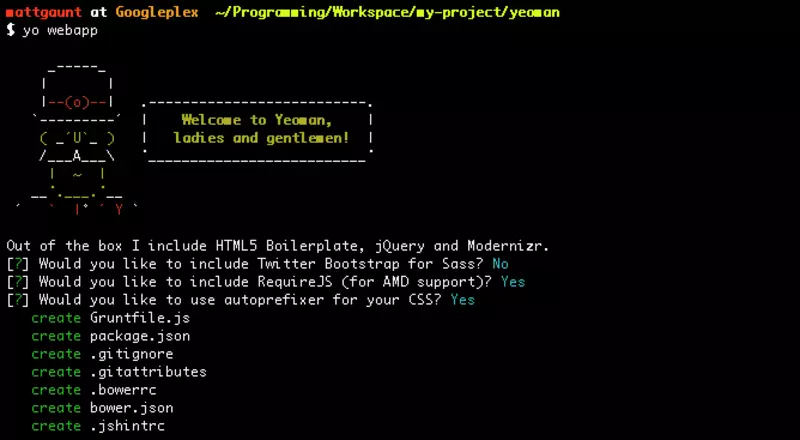 mattgaunt at Googleplex ~/Programming/Workspace/my-project/yeoman
$ yo webapp
Welcome to Yeoman,
ladies and gentlemen!
Out of the box I include HTML5 Boilerplate, jQuery and Modernizr.
[?] Would you like to include Twitter Bootstrap for Sass? No
[?] Would you like to include RequireJS (for AMD support)? Yes
[?] Would you like to use autoprefixer for your CSS? Yes
create Gruntfile.js
create package.json
create .gitignore
create .gitattributes
create .bowerrc
create bower.json
create .jshintrc